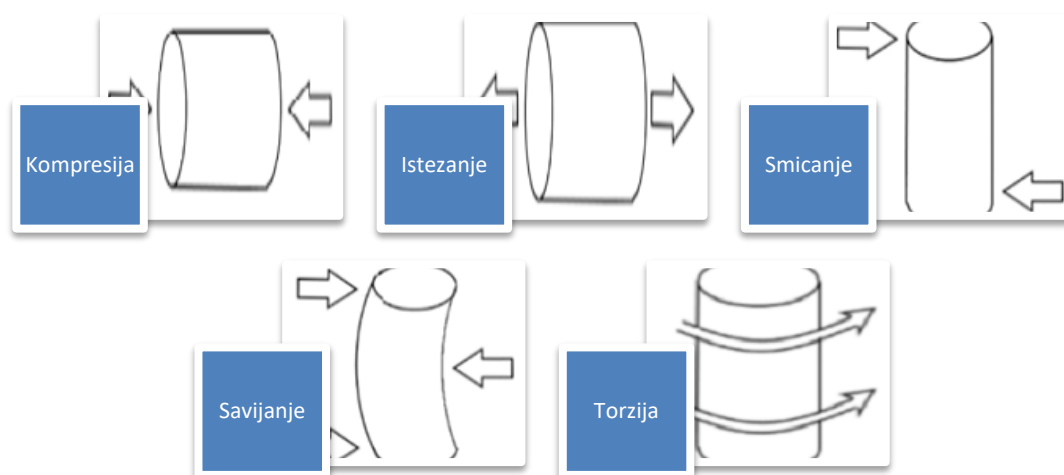 Kompresija
Istezanje
Smicanje
Savijanje
Torzija